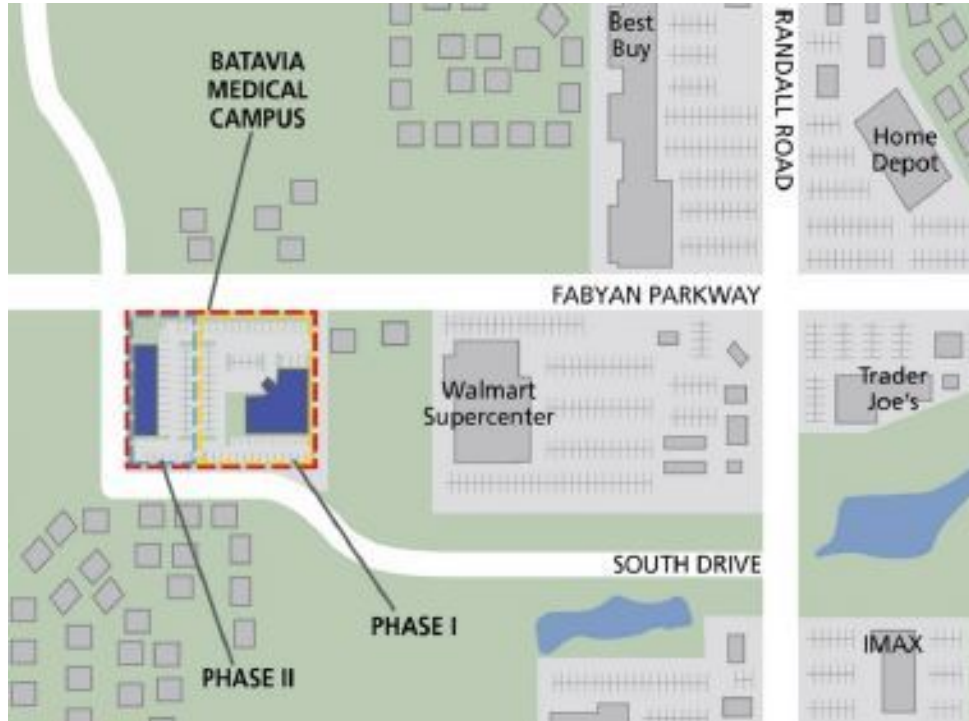 Best
Buy
RANDALL ROAD
BATAVIA
MEDICAL
CAMPUS
Home
Depot
FABYAN PARKWAY
Walmart
Supercenter
Trader
Joe's
SOUTH DRIVE
PHASE I
IMAX
PHASE II